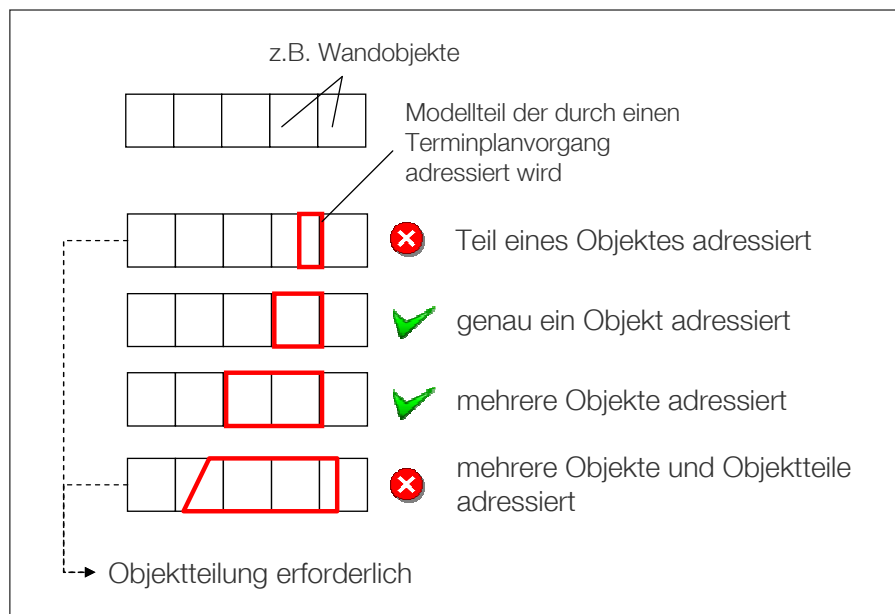 z.B. Wandobjekte
Modellteil der durch einen
Terminplanvorgang
adressiert wird
Teil eines Objektes adressiert
genau ein Objekt adressiert
mehrere Objekte adressiert
mehrere Objekte und Objektteile
adressiert
Objektteilung erforderlich